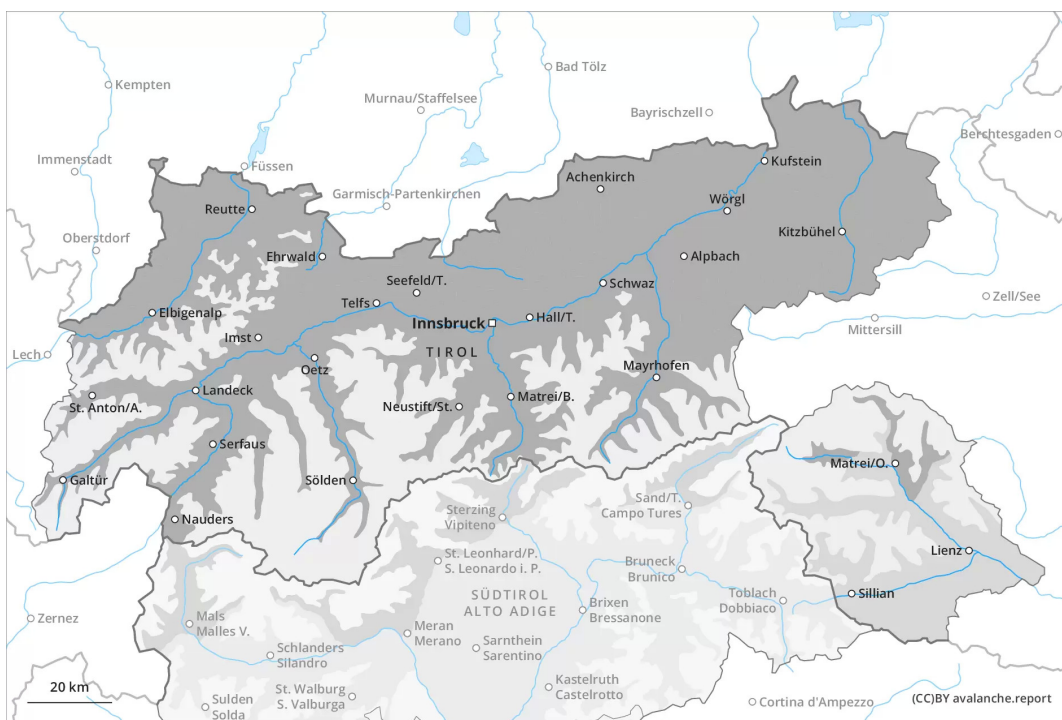 Kempten
Bad Tölz
Murnau/Staffelsee
Bayrischzell
Berchtesgaden
Immenstadt
Füssen
Kufstein
Achenkirch
Garmisch-Partenkirchen
Reutte
Wörgl
Kitzbühel
Oberstdorf
Ehrwald
Alpbach
Seefeld/T.
Schwaz
Zell/See
Telfs
Elbigenalp
Innsbruck
Hall/T.
Mittersill
Imst
Lech
TIROL
Oetz
Mayrhofen
Landeck
St. Anton/A.
Neustift/St.
Matrei/B.
Serfaus
Matrei/O.
Galtür
Sölden
Sand/T.
Campo Tures
Sterzing
Vipiteno
Nauders
Lienz
St. Leonhard/P.
S. Leonardo i. P.
Bruneck
Brunico
SÜDTIROL
ALTO ADIGE
Toblach
Dobbiaco
Sillian
Brixen
Bressanone
Zernez
Mals
Malles V.
Meran
Merano
Sarnthein
Sarentino
Schlanders
Silandro
Kastelruth
Castelrotto
20 km
St. Walburg
S. Valburga
Sulden
Solda
Cortina d'Ampezzo
(CC)BY avalanche.report